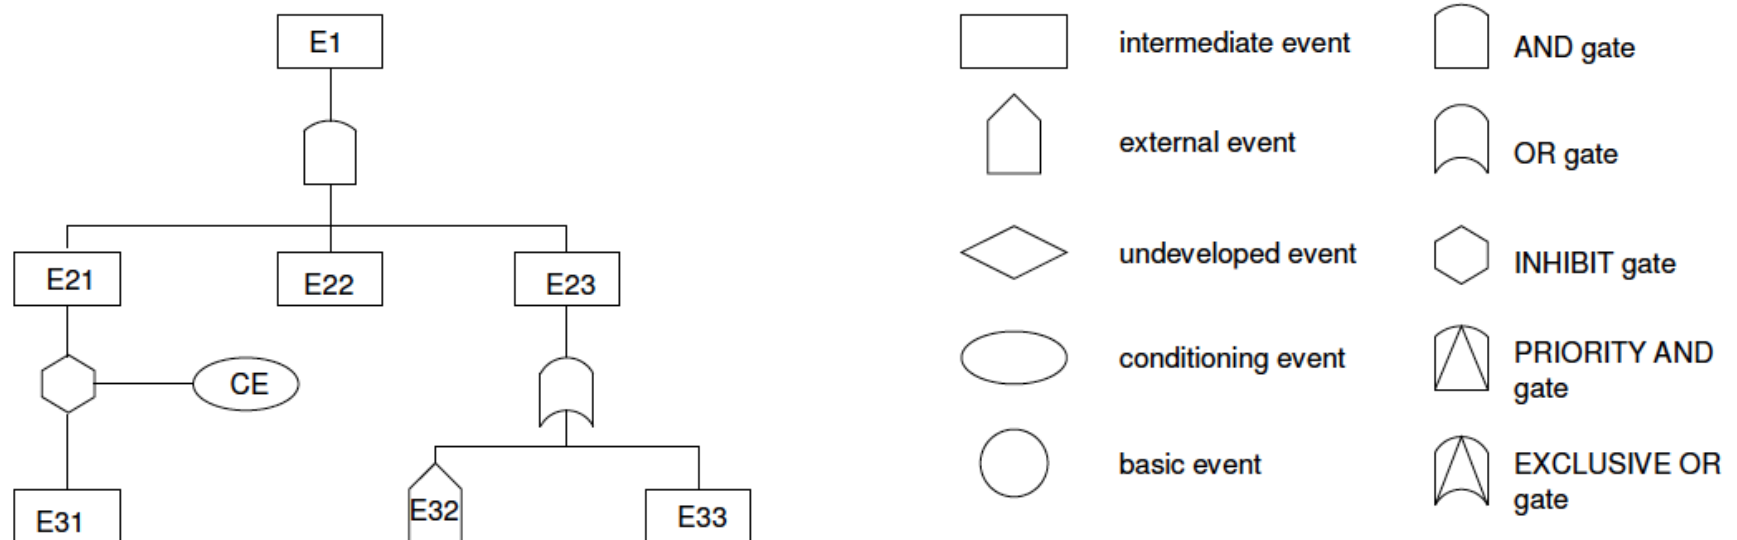 E1
E21
E22
E23
CE
E31
E32
E33
intermediate event
external event
undeveloped event
conditioning event
basic event
AND gate
OR gate
INHIBIT gate
PRIORITY AND
gate
EXCLUSIVE OR
gate